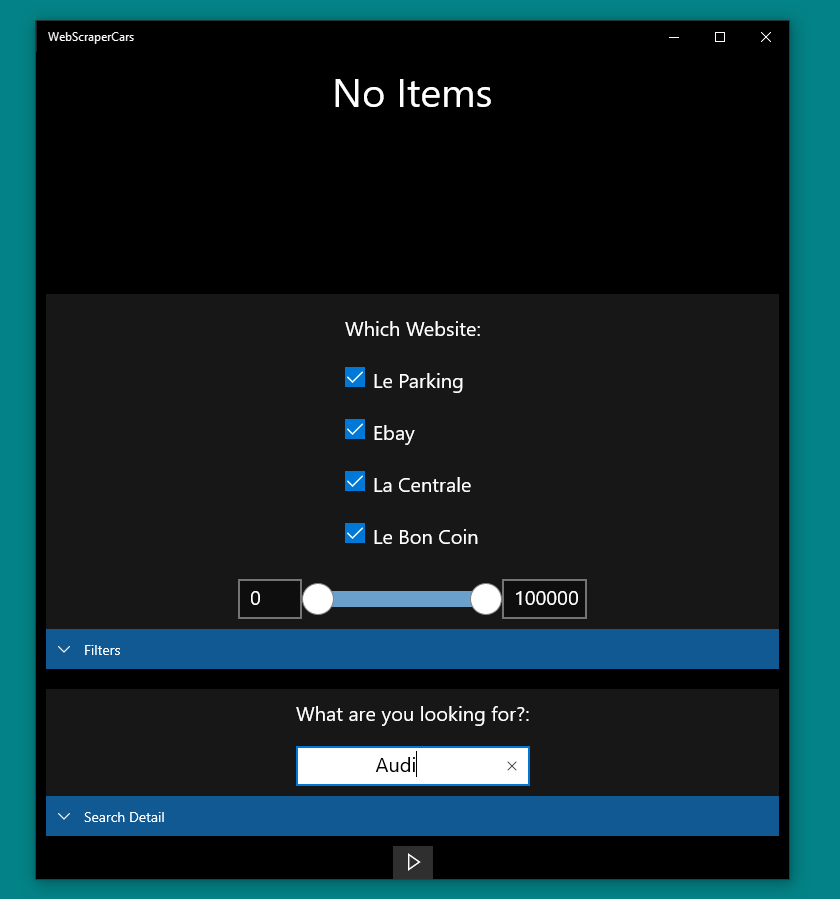 WebScraperCars
No Items
Which Website:
Le Parking
Ebay
La Centrale
Le Bon Coin
0
100000
Filters
What are you looking for?:
Audi
Search Detail